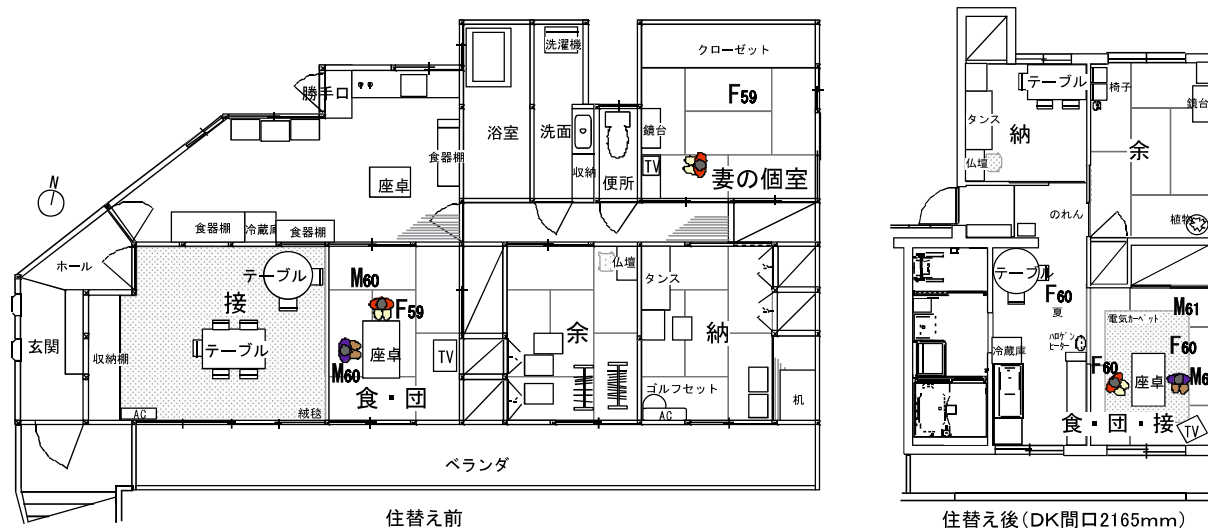 洗濯機
クローゼット
勝手口
F59
浴室
洗面
鏡台
食器棚
収納
TV
便所
妻の個室
座卓
N
食器棚
冷蔵庫
食器棚
ホール
テーブル
M60
F59
仏壇
タンス
接
余
納
玄関
収納棚
テーブル
座卓
TV
M60
ゴルフセット
机
食・団
AC
絨毯
AC
ベランダ
住替え前
テーブル
椅子
鏡台
タンス
納
余
仏壇
のれん
植物
テーブル
F60
夏
M61
電気カーペット
ハロゲン
ヒーター
冷蔵庫
F60
F60
座卓
M6
食・団・接
TV
住替え後(DK間口2165mm)